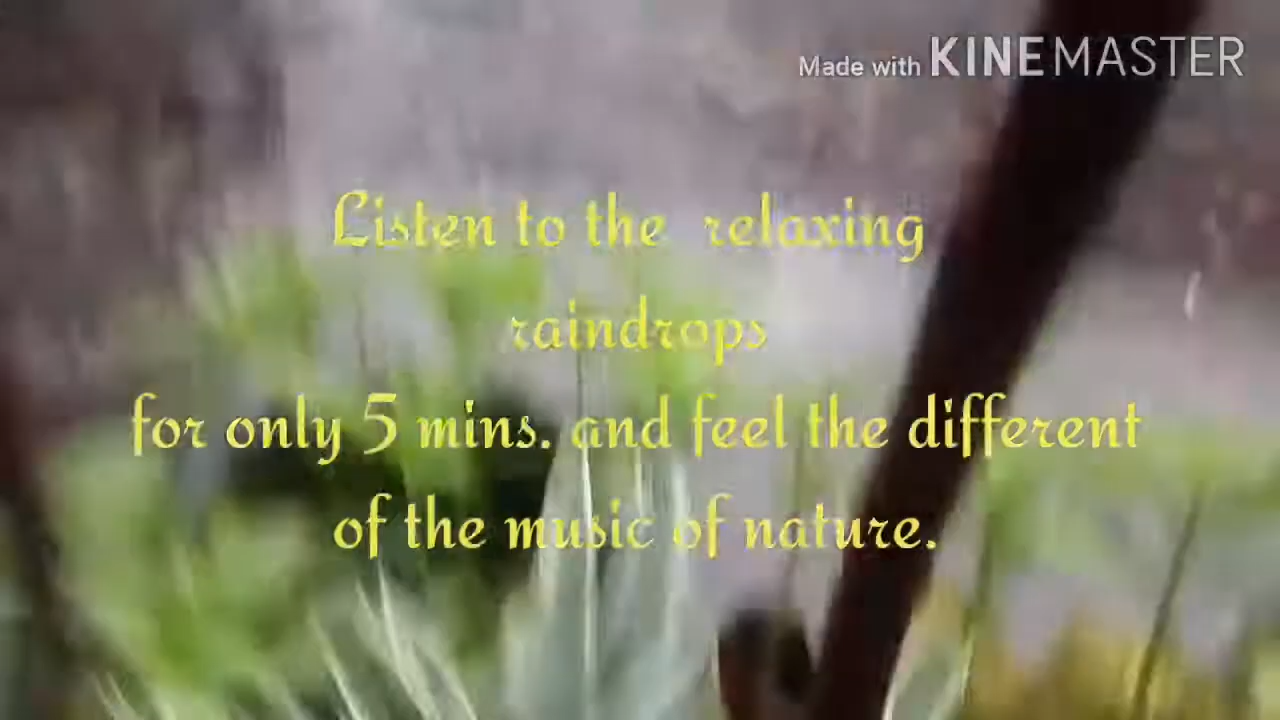 Made with KINEMASTER
Listen to the relaxing
raindrops
for only 5 mins. and feel the different
of the music of nature.